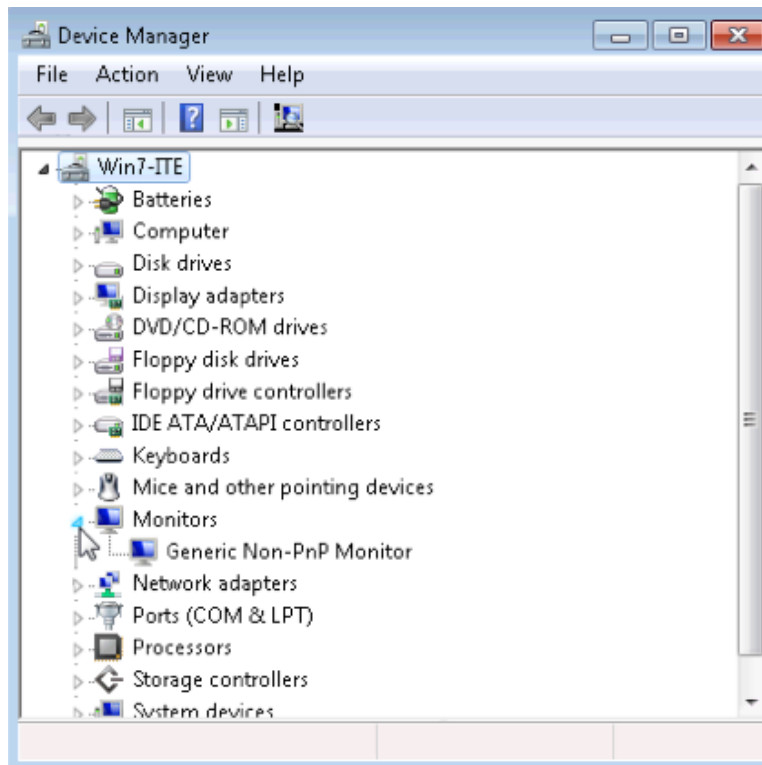 Device Manager
File Action View Help
Win7-ITE
Batteries
Computer
Disk drives
Display adapters
DVD/CD-ROM drives
Floppy disk drives
Floppy drive controllers
IDE ATA/ATAPI controllers
Keyboards
Mice and other pointing devices
Monitors
Generic Non-PnP Monitor
Network adapters
Ports (COM & LPT)
Processors
Storage controllers
System devices